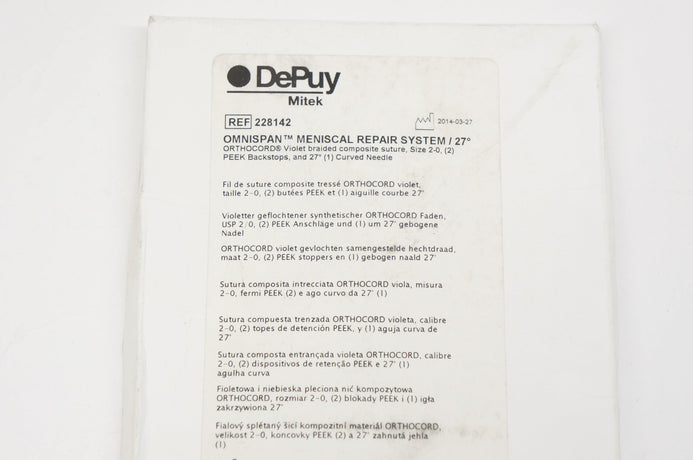 DePuy
Mitek
REF 228142
2014-03-27
OMNISPAN™ MENISCAL REPAIR SYSTEM / 27°
ORTHOCORD® Violet braided composite suture, Size 2-0, (2)
PEEK Backstops, and 27° (1) Curved Needle
Fil de suture composite tressé ORTHOCORD violet,
taille 2-0, (2) butées PEEK et (1) aiguille courbe 27°
Violetter geflochtener synthetischer ORTHOCORD Faden,
USP 2/0, (2) PEEK Anschläge und (1) um 27° gebogene
Nadel
ORTHOCORD violet gevlochten samengestelde hechtdraad,
maat 2-0, (2) PEEK stoppers en (1) gebogen naald 27°
Sutura composita intrecciata ORTHOCORD viola, misura
2-0, fermi PEEK (2) e ago curvo da 27° (1)
Sutura compuesta trenzada ORTHOCORD violeta, calibre
2-0, (2) topes de detención PEEK, y (1) aguja curva de
27°
Sutura composta entrançada violeta ORTHOCORD, calibre
2-0, (2) dispositivos de retenção PEEK e 27° (1)
agulha curva
Fioletowa i niebieska pleciona nić kompozytowa
ORTHOCORD, rozmiar 2-0, (2) blokady PEEK i (1) igła
zakrzywiona 27°
Fialový splétaný šicí kompozitní materiál ORTHOCORD,
velikost 2-0, koncovky PEEK (2) a 27° zahnutá jehla
(1)